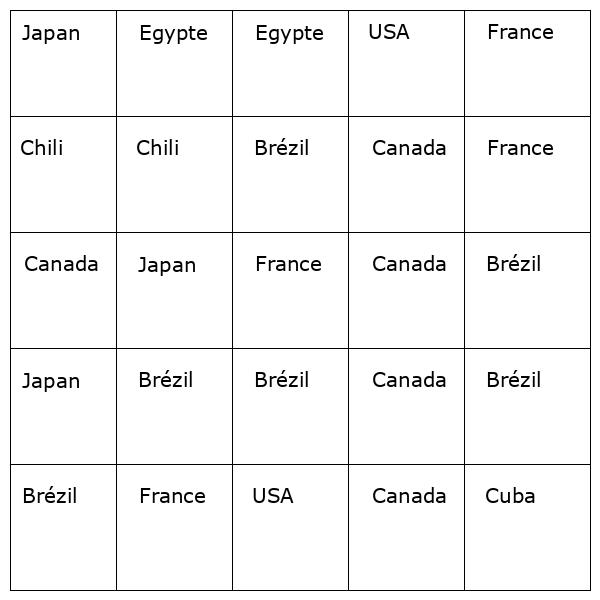 Japan Egypte Egypte USA France
Chili Chili Brézil Canada France
Canada Japan France Canada Brézil
Japan Brézil Brézil Canada Brézil
Brézil France USA Canada Cuba